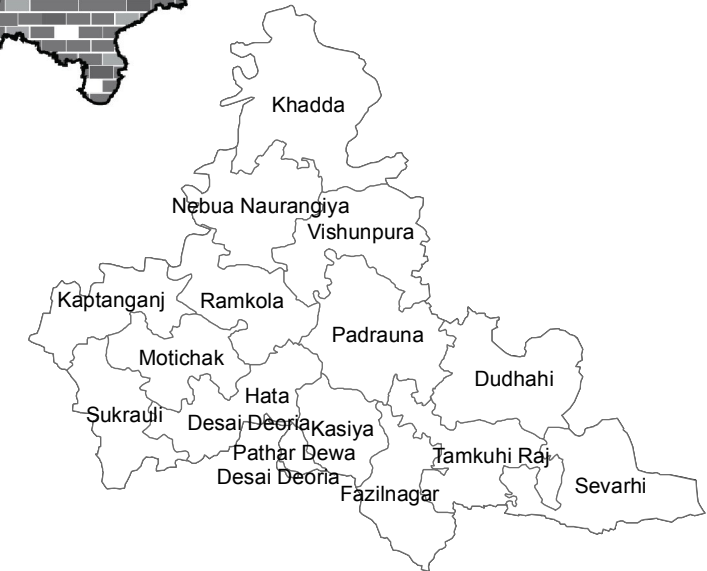 Khadda
Nebua Naurangiya
Vishunpura
Kaptanganj
Ramkola
Padrauna
Motichak
Dudhahi
Hata
Sukrauli
Desai Deoria
Kasiya
Pathar Dewa
Tamkuhi Raj
Desai Deoria
Sevarhi
Fazilnagar